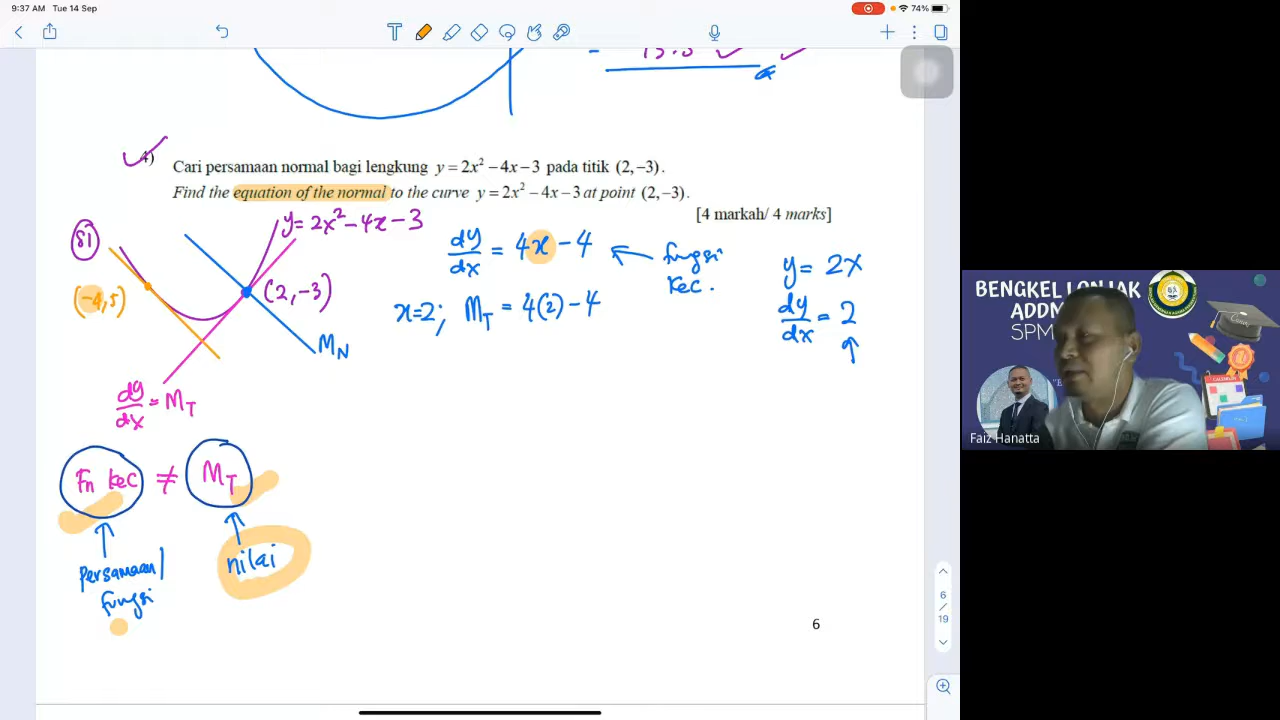 9:37 AM Tue 14 Sep
74%
T
4)
Cari persamaan normal bagi lengkung y = 2x² − 4x − 3 pada titik (2, −3).
Find the equation of the normal to the curve y = 2x² − 4x − 3 at point (2, −3).
[4 markah/ 4 marks]
y = 2x² − 4x − 3
(−4, 5)
(2, −3)
M_N
dy/dx = M_T
dy/dx = 4x − 4
fungsi
kec.
x=2; M_T = 4(2) − 4
y = 2x
dy/dx = 2
Fn kec ≠ M_T
Persamaan/
fungsi
nilai
6
6
/
19
BENGKEL LONJAK
ADDM
SPM
CALENDAR
Faiz Hanatta